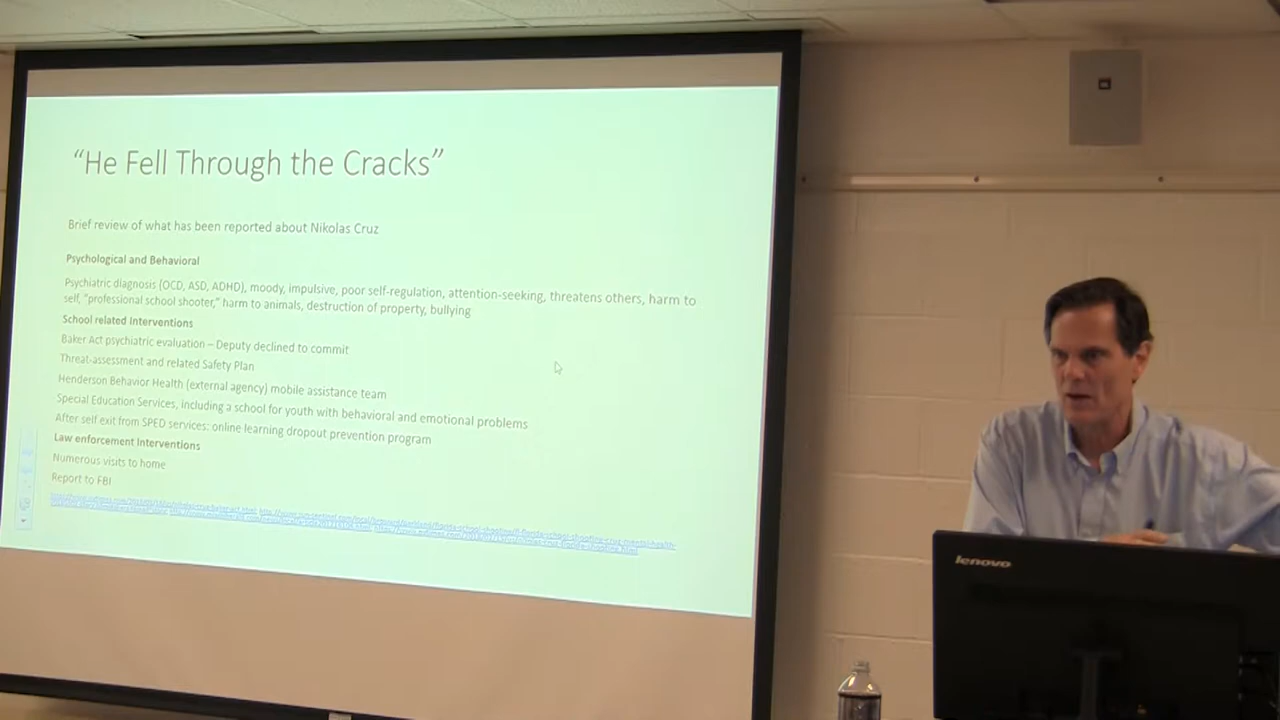 “He Fell Through the Cracks”
Brief review of what has been reported about Nikolas Cruz
Psychological and Behavioral
Psychiatric diagnosis (OCD, ASD, ADHD), moody, impulsive, poor self-regulation, attention-seeking, threatens others, harm to
self, “professional school shooter,” harm to animals, destruction of property, bullying
School related Interventions
Baker Act psychiatric evaluation – Deputy declined to commit
Threat-assessment and related Safety Plan
Henderson Behavior Health (external agency) mobile assistance team
Special Education Services, including a school for youth with behavioral and emotional problems
After self exit from SPED services: online learning dropout prevention program
Law enforcement Interventions
Numerous visits to home
Report to FBI
lenovo